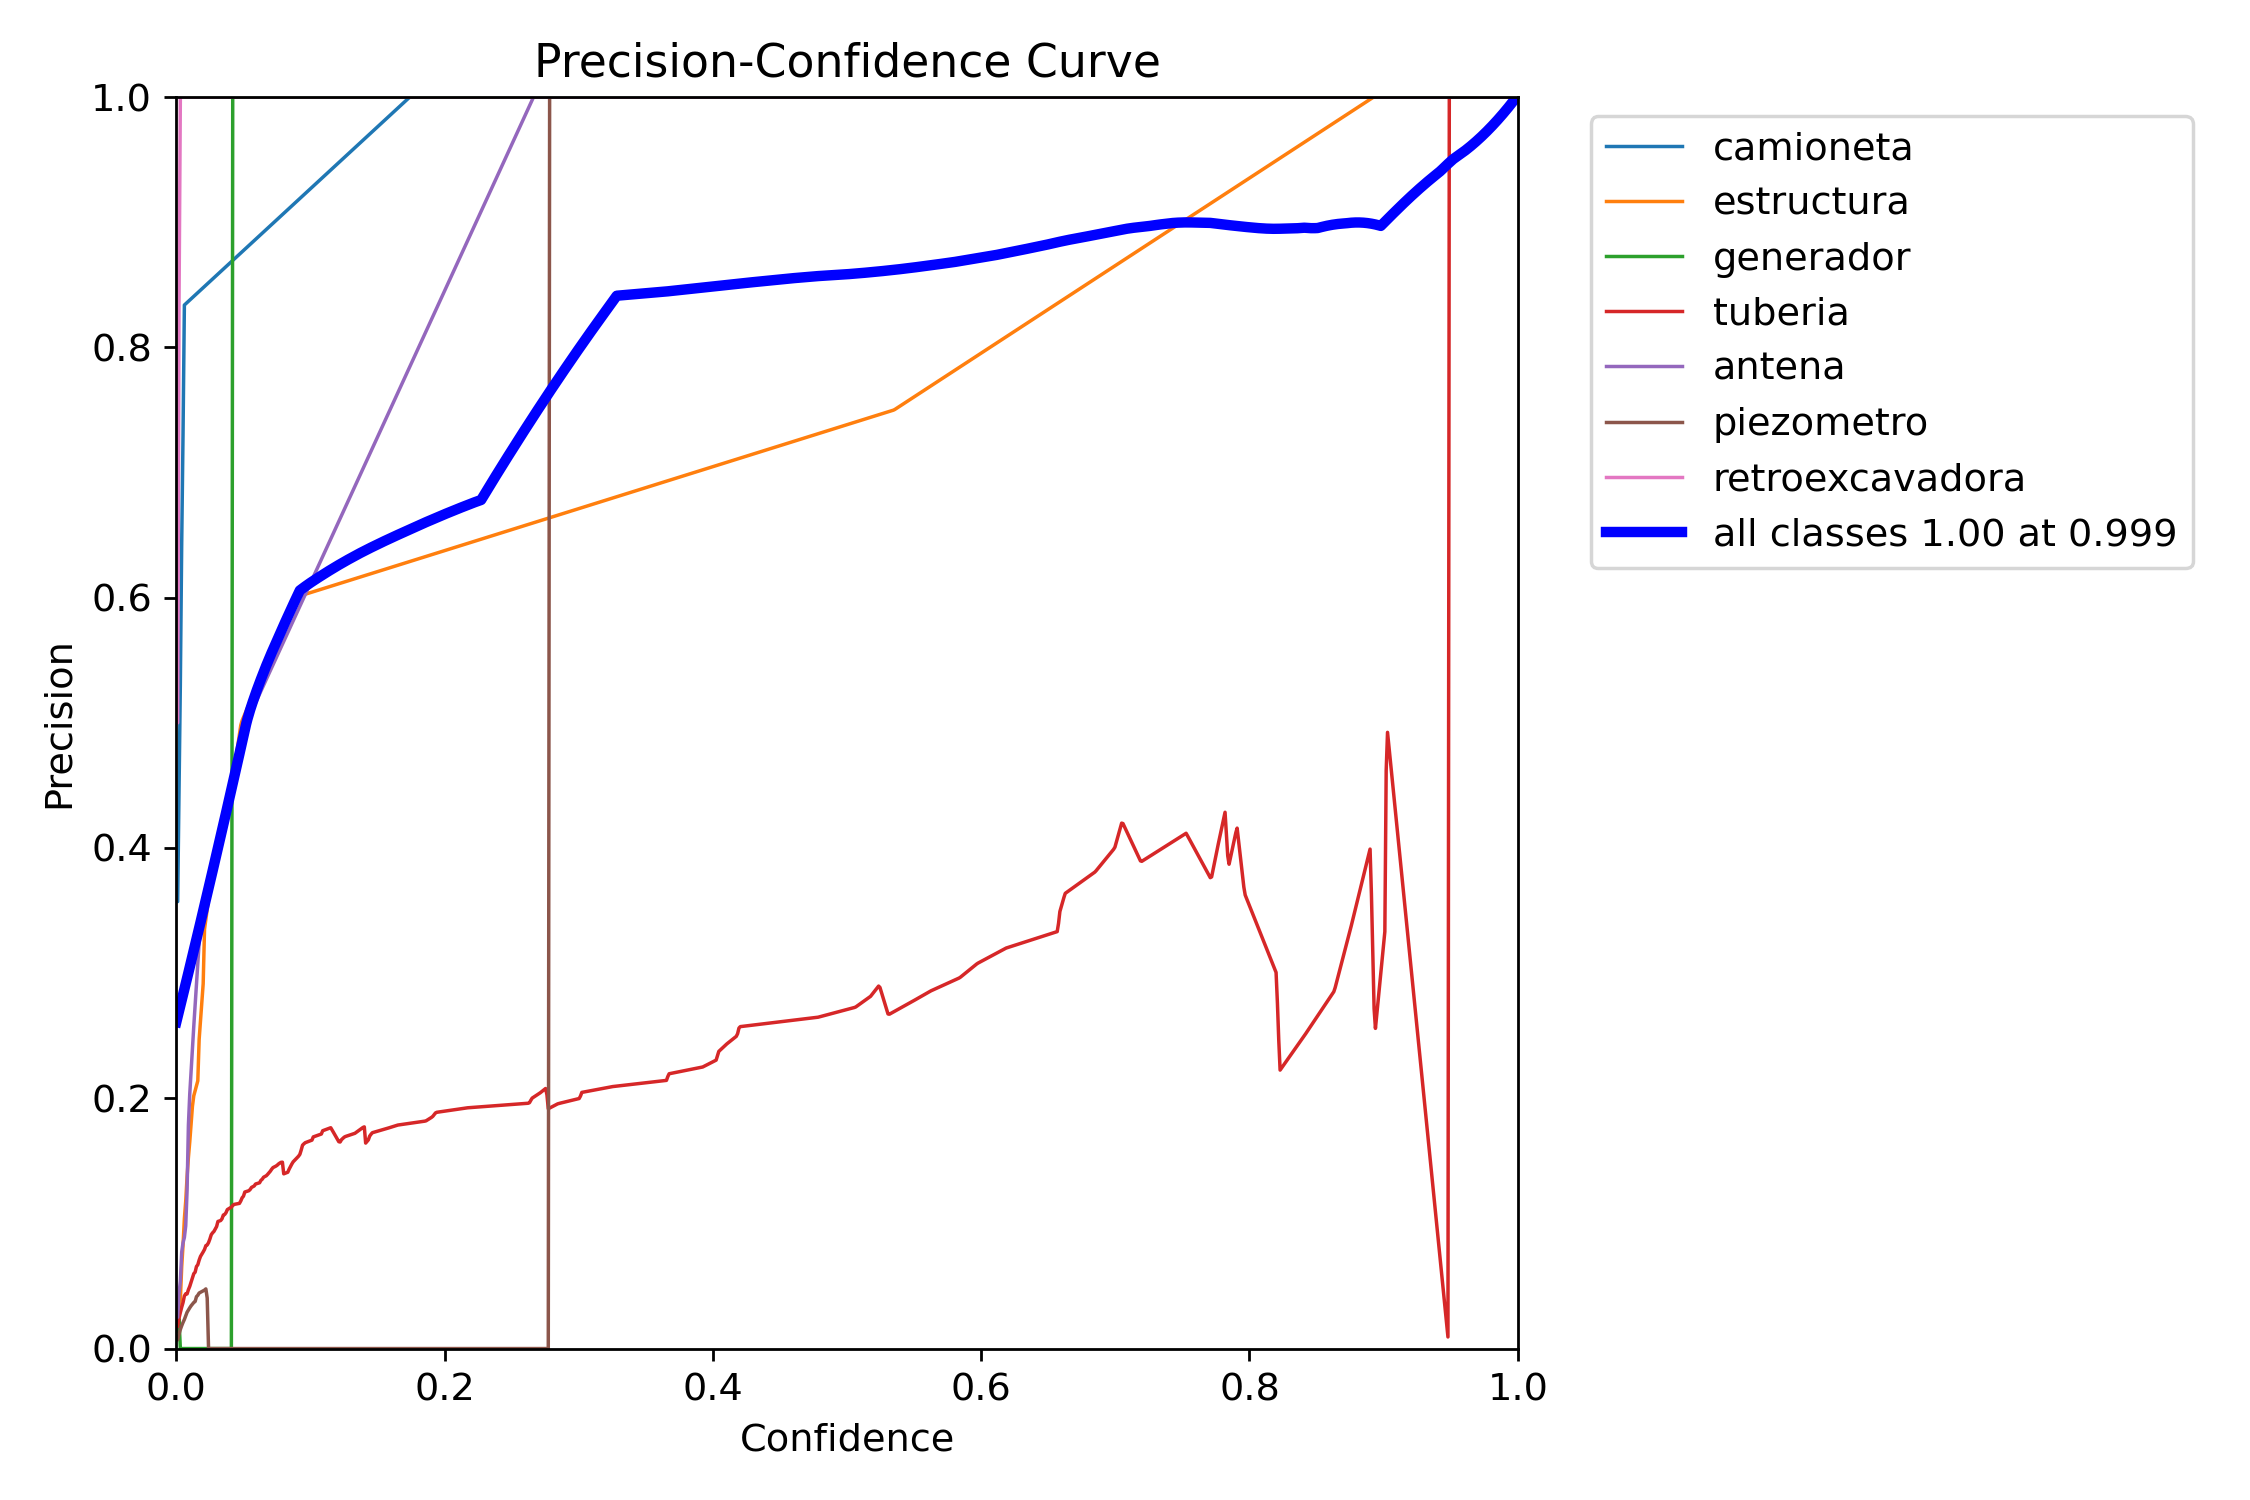 Precision-Confidence Curve
1.0
0.8
0.6
0.4
0.2
0.0
Precision
0.0 0.2 0.4 0.6 0.8 1.0
Confidence
camioneta
estructura
generador
tuberia
antena
piezometro
retroexcavadora
all classes 1.00 at 0.999